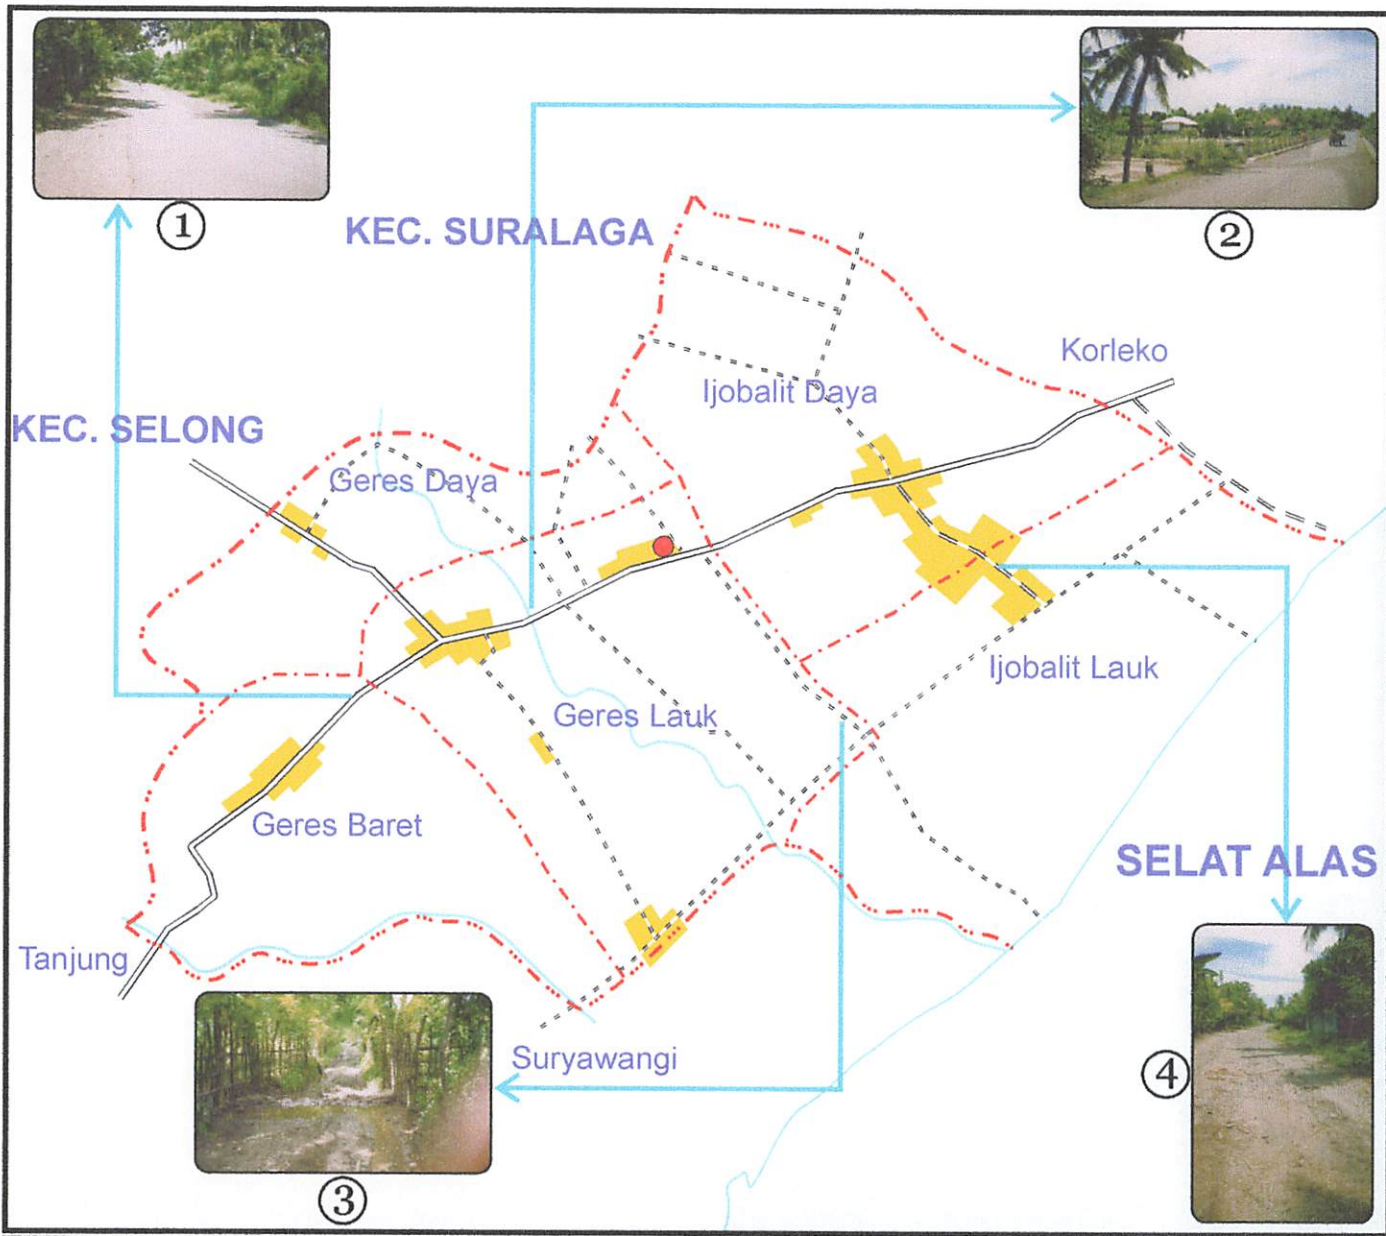 ①
②
KEC. SURALAGA
Korleko
Ijobalit Daya
KEC. SELONG
Geres Daya
Ijobalit Lauk
Geres Lauk
Geres Baret
SELAT ALAS
Tanjung
Suryawangi
④
③